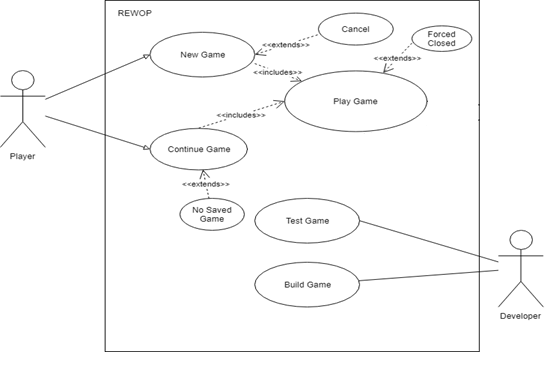 REWOP
Cancel
Forced
Closed
<<extends>>
New Game
<<extends>>
<<includes>>
Play Game
<<includes>>
Player
Continue Game
<<extends>>
No Saved
Game
Test Game
Build Game
Developer